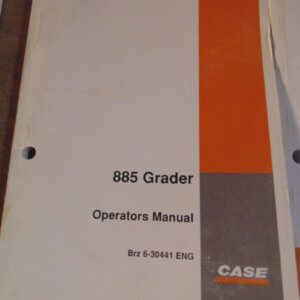 885 Grader
Operators Manual
Brz 6-30441 ENG
CASE